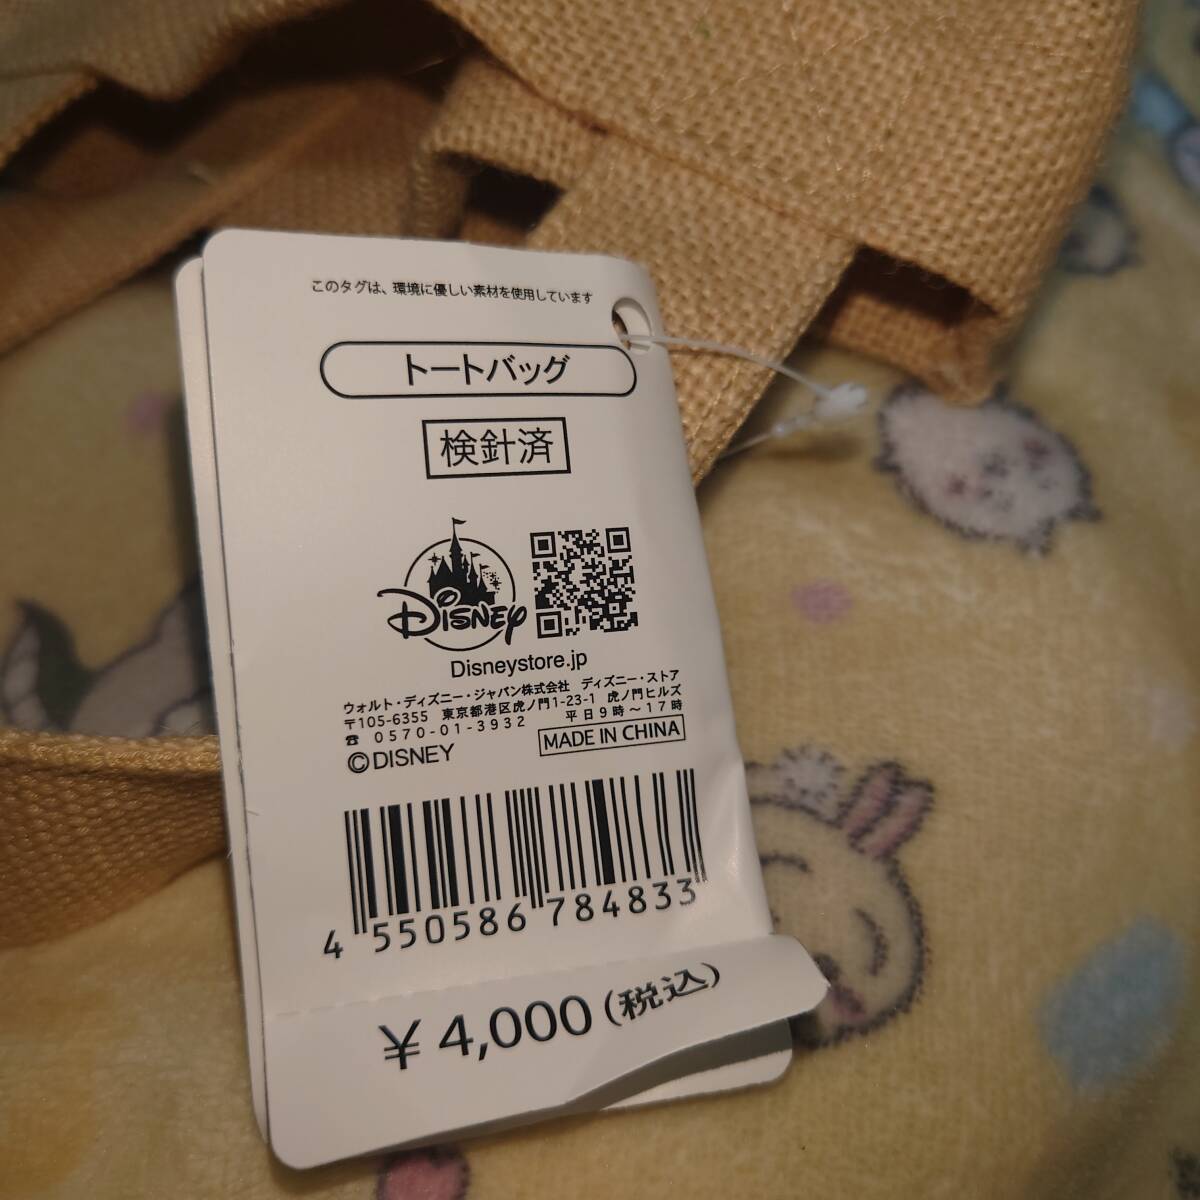 このタグは、環境に優しい素材を使用しています
トートバッグ
検針済
Disney
Disneystore.jp
ウォルト・ディズニー・ジャパン株式会社 ディズニー・ストア
〒105-6355 東京都港区虎ノ門1-23-1 虎ノ門ヒルズ
☎ 0570-01-3932 平日9時～17時
©DISNEY MADE IN CHINA
4 550586 784833
¥4,000(税込)